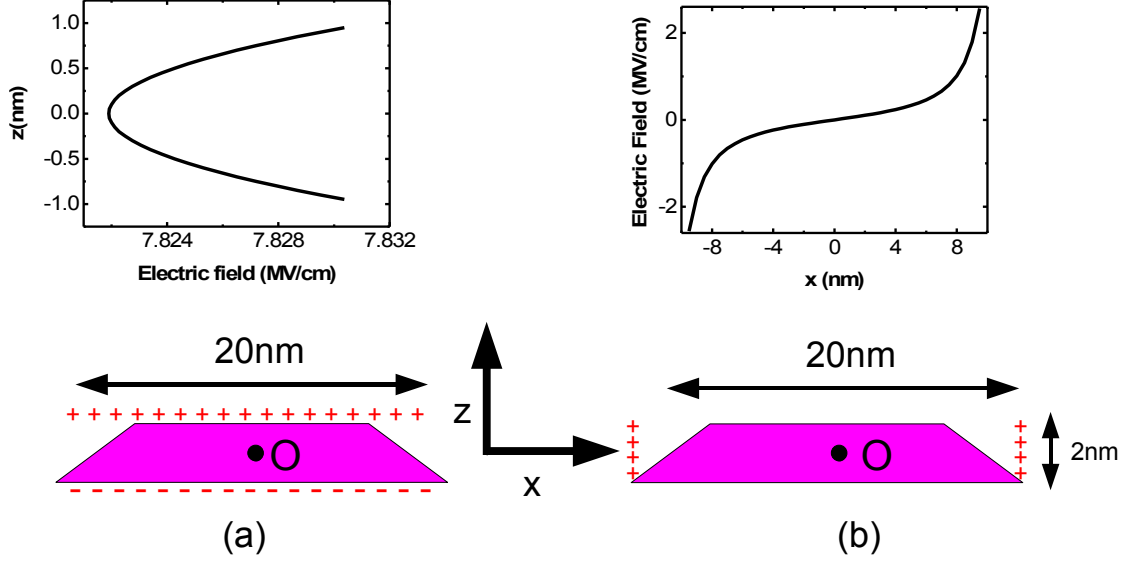 1.0
0.5
z(nm)
0.0
-0.5
-1.0
7.824 7.828 7.832
Electric field (MV/cm)
(b)
2
Electric Field (MV/cm)
0
-2
-8 -4 0 4 8
x (nm)
20nm
+ + + + + + + + + + + + + + +
O
- - - - - - - - - - - - - -
(a)
z
x
20nm
+
+
+
+
O
+
+
+
+
2nm
(b)